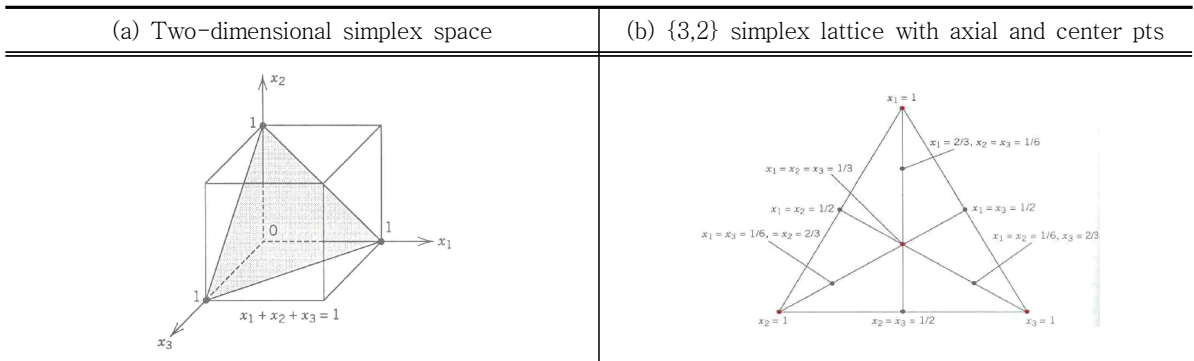 (a) Two-dimensional simplex space
(b) {3,2} simplex lattice with axial and center pts
x₂
1
0
1
x₁
1
x₁ + x₂ + x₃ = 1
x₃
x₁ = 1
x₁ = 2/3, x₂ = x₃ = 1/6
x₁ = x₂ = x₃ = 1/3
x₁ = x₂ = 1/2
x₁ = x₃ = 1/2
x₁ = x₃ = 1/6, = x₂ = 2/3
x₁ = x₂ = 1/6, x₃ = 2/3
x₂ = 1
x₂ = x₃ = 1/2
x₃ = 1